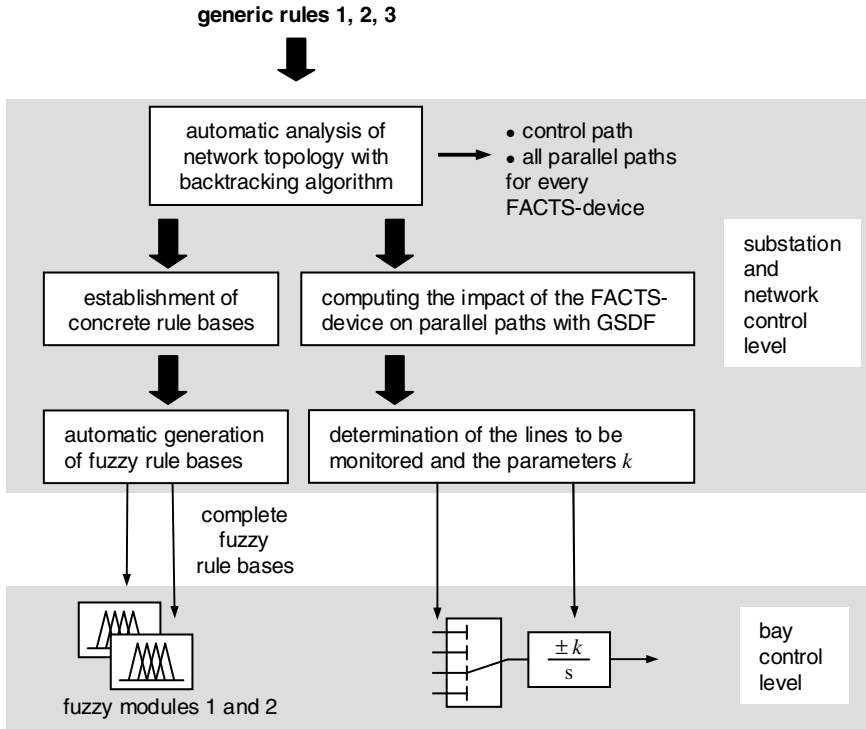 generic rules 1, 2, 3
automatic analysis of
network topology with
backtracking algorithm
• control path
• all parallel paths
for every
FACTS-device
substation
and
network
control
level
establishment of
concrete rule bases
computing the impact of the FACTS-
device on parallel paths with GSDF
automatic generation
of fuzzy rule bases
determination of the lines to be
monitored and the parameters k
complete
fuzzy
rule bases
bay
control
level
± k
s
fuzzy modules 1 and 2